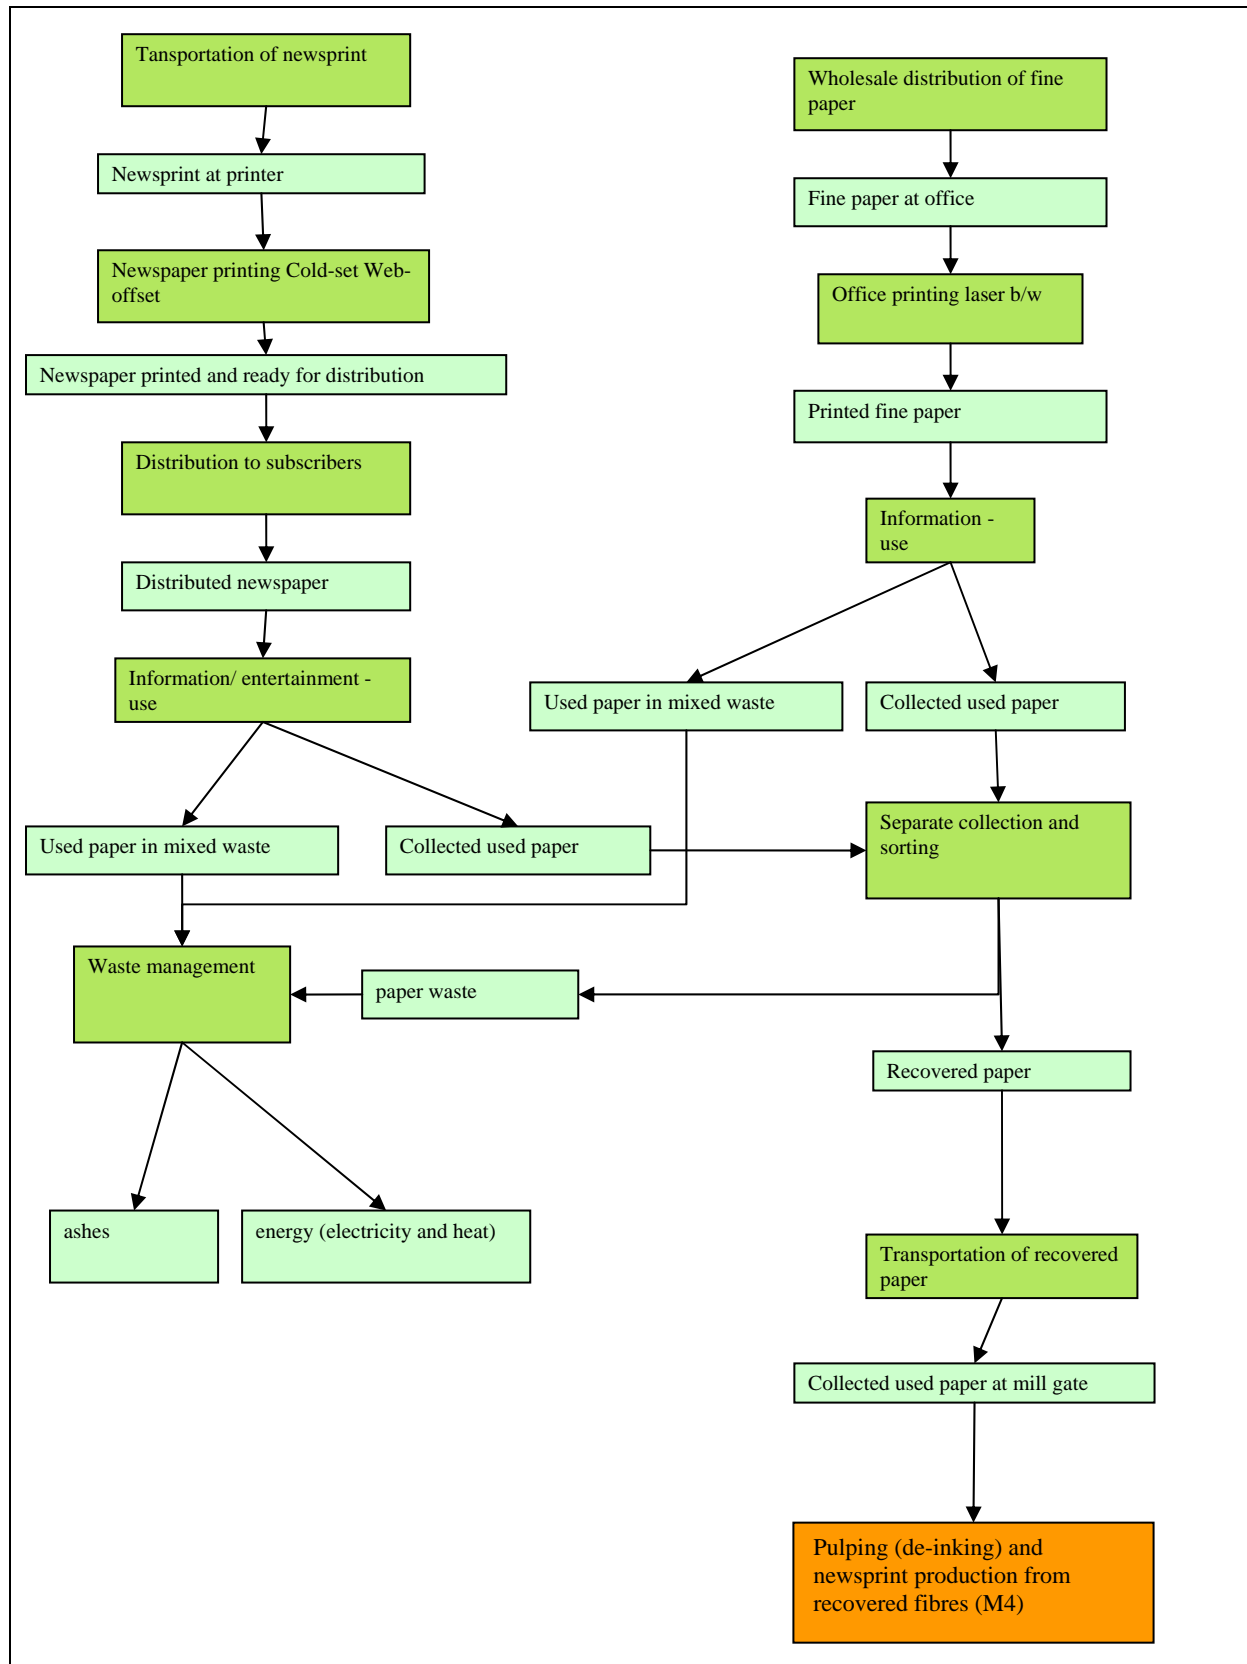 Tansportation of newsprint
Newsprint at printer
Newspaper printing Cold-set Web-
offset
Newspaper printed and ready for distribution
Distribution to subscribers
Distributed newspaper
Information/ entertainment -
use
Used paper in mixed waste
Collected used paper
Waste management
paper waste
ashes
energy (electricity and heat)
Wholesale distribution of fine
paper
Fine paper at office
Office printing laser b/w
Printed fine paper
Information -
use
Used paper in mixed waste
Collected used paper
Separate collection and
sorting
Recovered paper
Transportation of recovered
paper
Collected used paper at mill gate
Pulping (de-inking) and
newsprint production from
recovered fibres (M4)